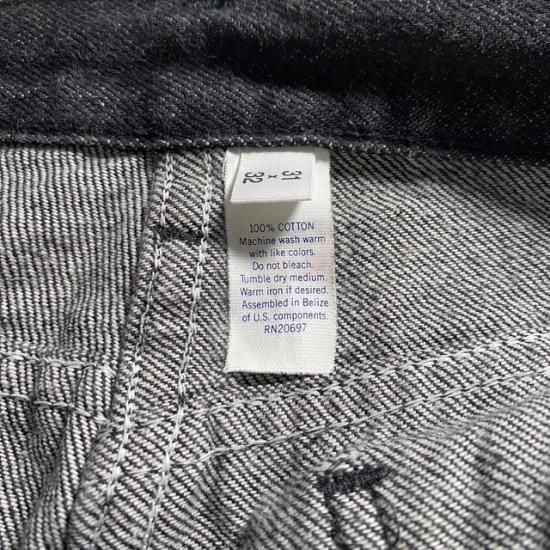 31 x 32
100% COTTON
Machine wash warm
with like colors.
Do not bleach.
Tumble dry medium.
Warm iron if desired.
Assembled in Belize
of U.S. components.
RN20697